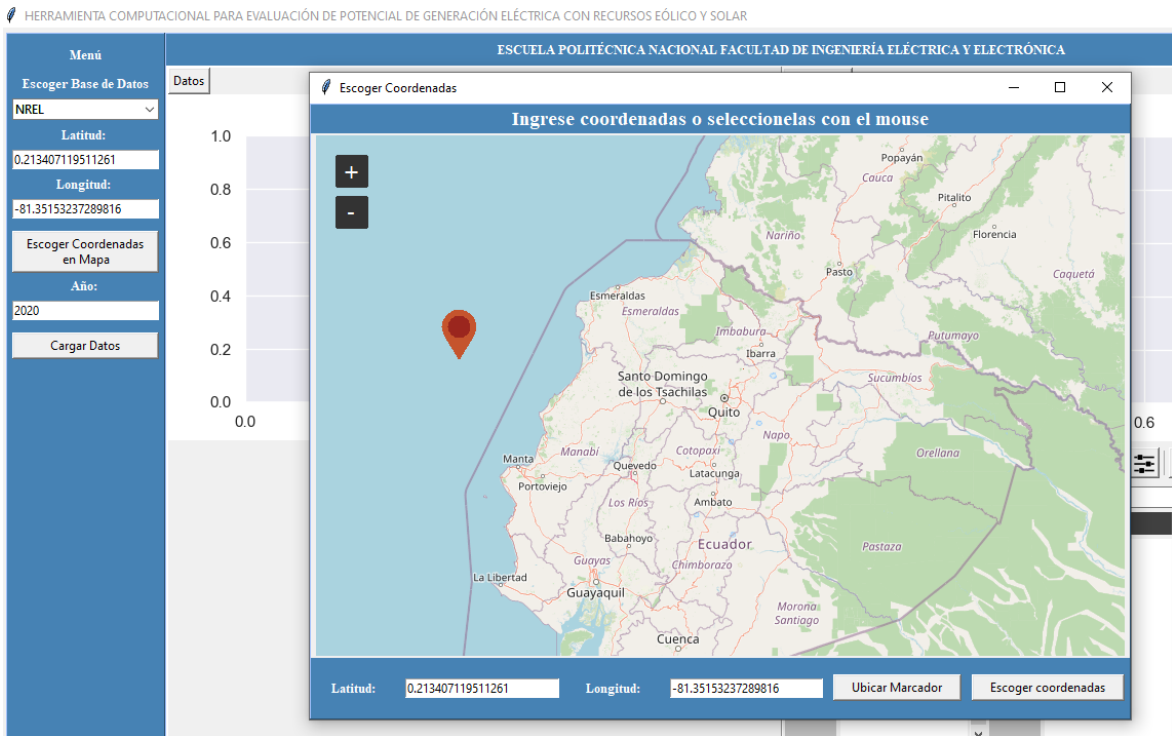 HERRAMIENTA COMPUTACIONAL PARA EVALUACIÓN DE POTENCIAL DE GENERACIÓN ELÉCTRICA CON RECURSOS EÓLICO Y SOLAR
ESCUELA POLITÉCNICA NACIONAL FACULTAD DE INGENIERÍA ELÉCTRICA Y ELECTRÓNICA
Menú
Escoger Base de Datos
NREL
Latitud:
0.213407119511261
Longitud:
-81.35153237289816
Escoger Coordenadas
en Mapa
Año:
2020
Cargar Datos
Datos
1.0
0.8
0.6
0.4
0.2
0.0
0.0
0.6
Escoger Coordenadas
Ingrese coordenadas o seleccionelas con el mouse
+
-
Popayán
Cauca
Pitalito
Nariño
Florencia
Pasto
Caquetá
Esmeraldas
Esmeraldas
Imbabura
Putumayo
Ibarra
Santo Domingo
de los Tsachilas
Sucumbíos
Quito
Napo
Manta
Manabí
Cotopaxi
Orellana
Quevedo
Latacunga
Portoviejo
Los Ríos
Ambato
Babahoyo
Ecuador
Pastaza
Guayas
Chimborazo
La Libertad
Guayaquil
Morona
Santiago
Cuenca
Latitud:
0.213407119511261
Longitud:
-81.35153237289816
Ubicar Marcador
Escoger coordenadas